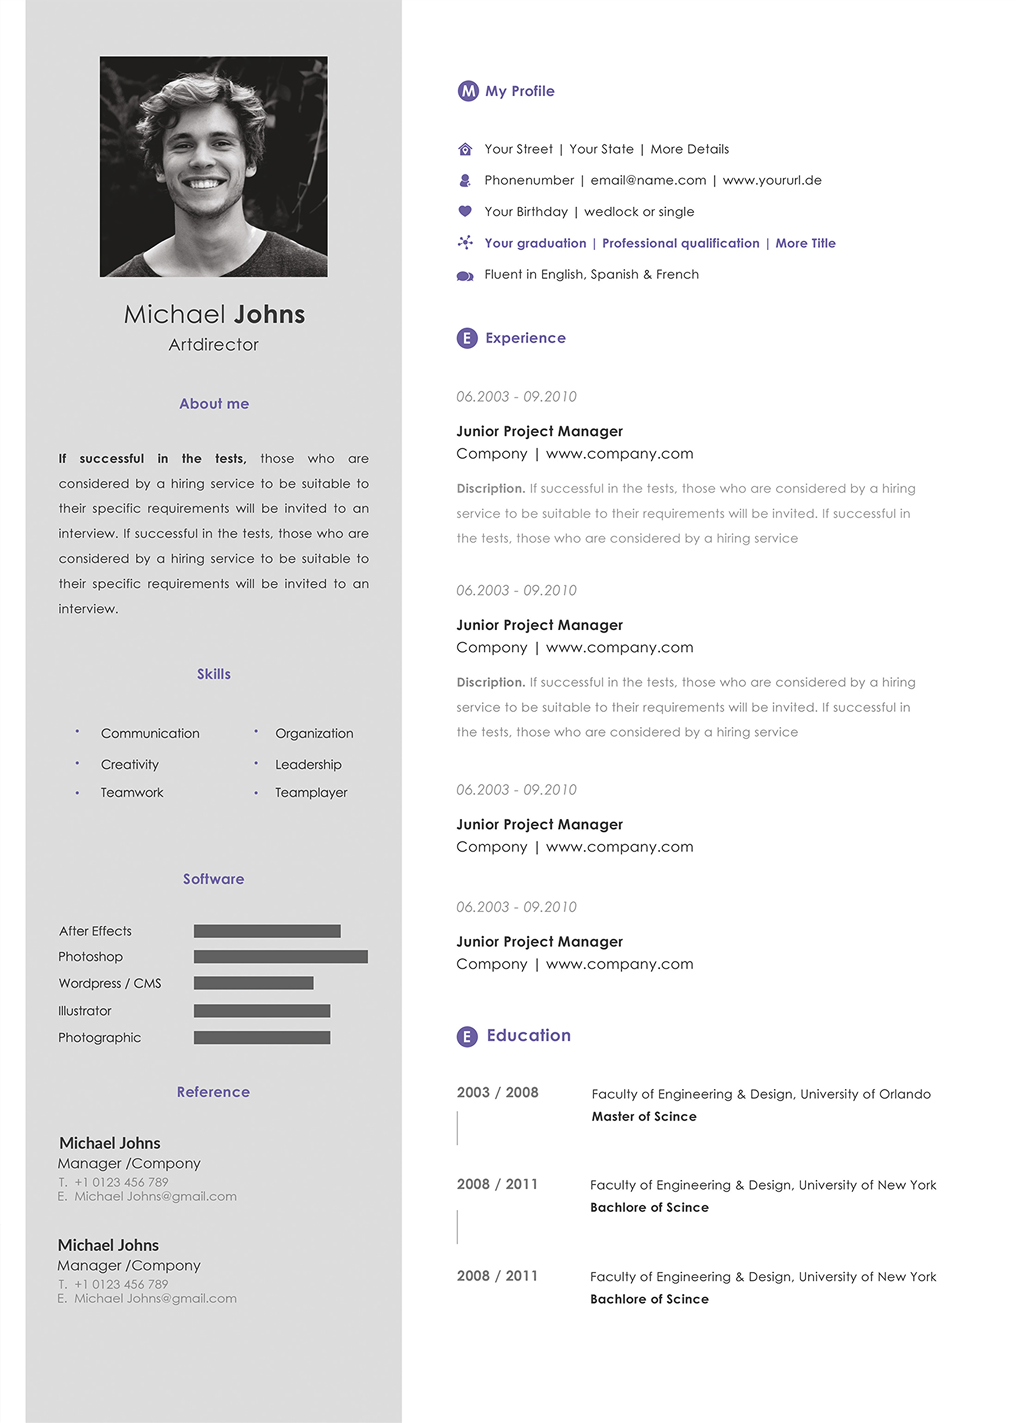 Michael Johns
Artdirector
About me
If successful in the tests, those who are
considered by a hiring service to be suitable to
their specific requirements will be invited to an
interview. If successful in the tests, those who are
considered by a hiring service to be suitable to
their specific requirements will be invited to an
interview.
Skills
• Communication • Organization
• Creativity • Leadership
• Teamwork • Teamplayer
Software
After Effects
Photoshop
Wordpress / CMS
Illustrator
Photographic
Reference
Michael Johns
Manager /Compony
T. +1 0123 456 789
E. Michael Johns@gmail.com
Michael Johns
Manager /Compony
T. +1 0123 456 789
E. Michael Johns@gmail.com
M My Profile
Your Street | Your State | More Details
Phonenumber | email@name.com | www.yoururl.de
Your Birthday | wedlock or single
Your graduation | Professional qualification | More Title
Fluent in English, Spanish & French
E Experience
06.2003 - 09.2010
Junior Project Manager
Compony | www.company.com
Discription. If successful in the tests, those who are considered by a hiring
service to be suitable to their requirements will be invited. If successful in
the tests, those who are considered by a hiring service
06.2003 - 09.2010
Junior Project Manager
Compony | www.company.com
Discription. If successful in the tests, those who are considered by a hiring
service to be suitable to their requirements will be invited. If successful in
the tests, those who are considered by a hiring service
06.2003 - 09.2010
Junior Project Manager
Compony | www.company.com
06.2003 - 09.2010
Junior Project Manager
Compony | www.company.com
E Education
2003 / 2008 Faculty of Engineering & Design, University of Orlando
Master of Scince
2008 / 2011 Faculty of Engineering & Design, University of New York
Bachlore of Scince
2008 / 2011 Faculty of Engineering & Design, University of New York
Bachlore of Scince